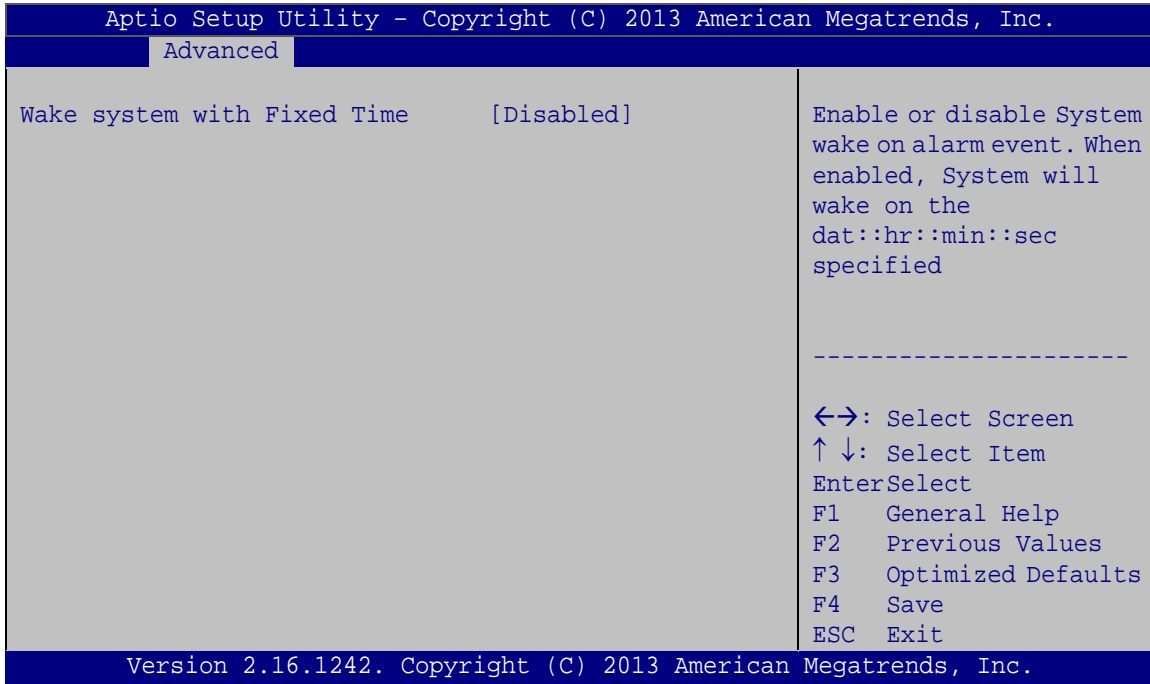 Aptio Setup Utility – Copyright (C) 2013 American Megatrends, Inc.
Advanced
Wake system with Fixed Time [Disabled]
Enable or disable System
wake on alarm event. When
enabled, System will
wake on the
dat::hr::min::sec
specified
----------------------
←→: Select Screen
↑ ↓: Select Item
EnterSelect
F1 General Help
F2 Previous Values
F3 Optimized Defaults
F4 Save
ESC Exit
Version 2.16.1242. Copyright (C) 2013 American Megatrends, Inc.